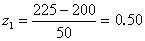 z₁ = (225 − 200)/50 = 0.50